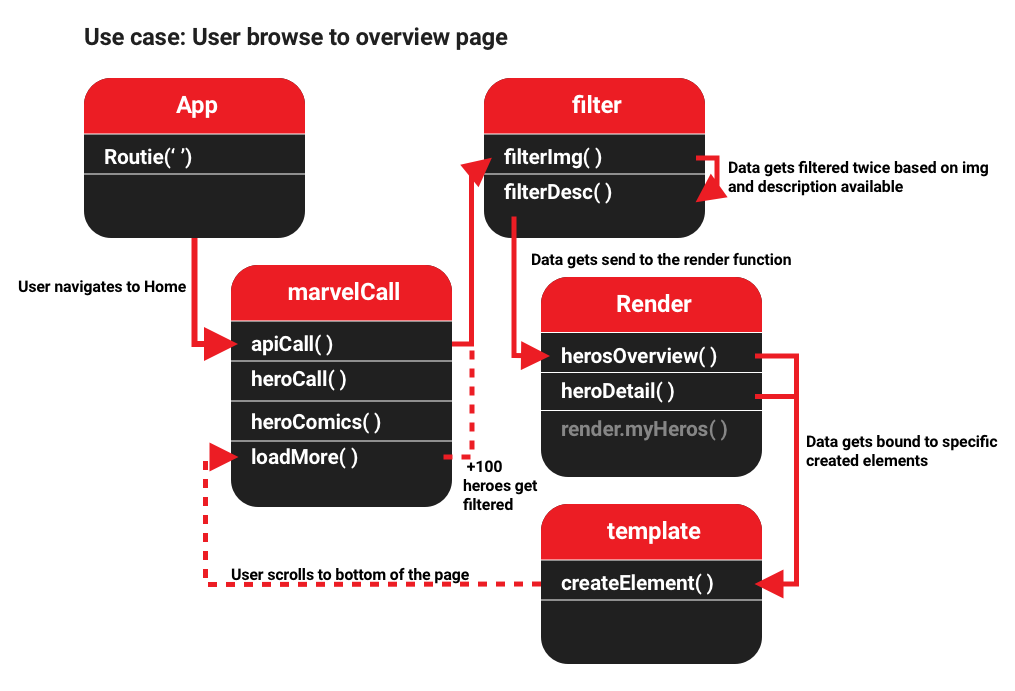 Use case: User browse to overview page
App
Routie(‘ ’)
filter
filterImg( )
filterDesc( )
Data gets filtered twice based on img
and description available
User navigates to Home
marvelCall
apiCall( )
heroCall( )
heroComics( )
loadMore( )
Data gets send to the render function
Render
herosOverview( )
heroDetail( )
render.myHeros( )
+100
heroes get
filtered
Data gets bound to specific
created elements
template
createElement( )
User scrolls to bottom of the page